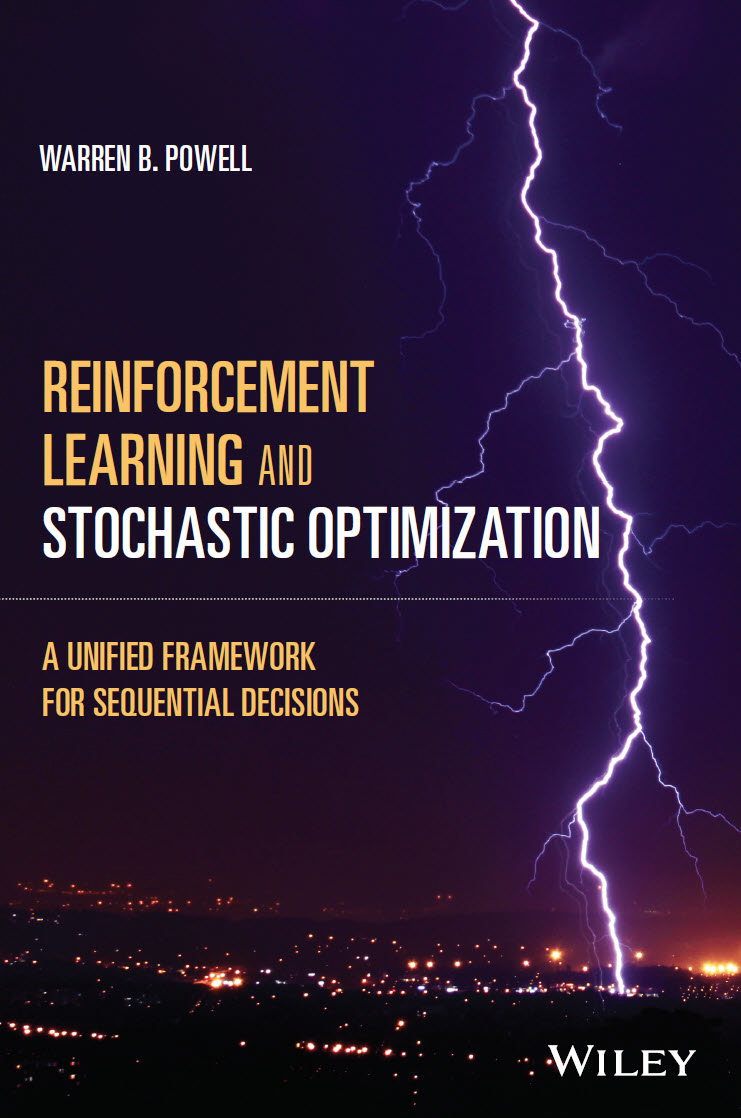 WARREN B. POWELL
REINFORCEMENT
LEARNING AND
STOCHASTIC OPTIMIZATION
A UNIFIED FRAMEWORK
FOR SEQUENTIAL DECISIONS
WILEY